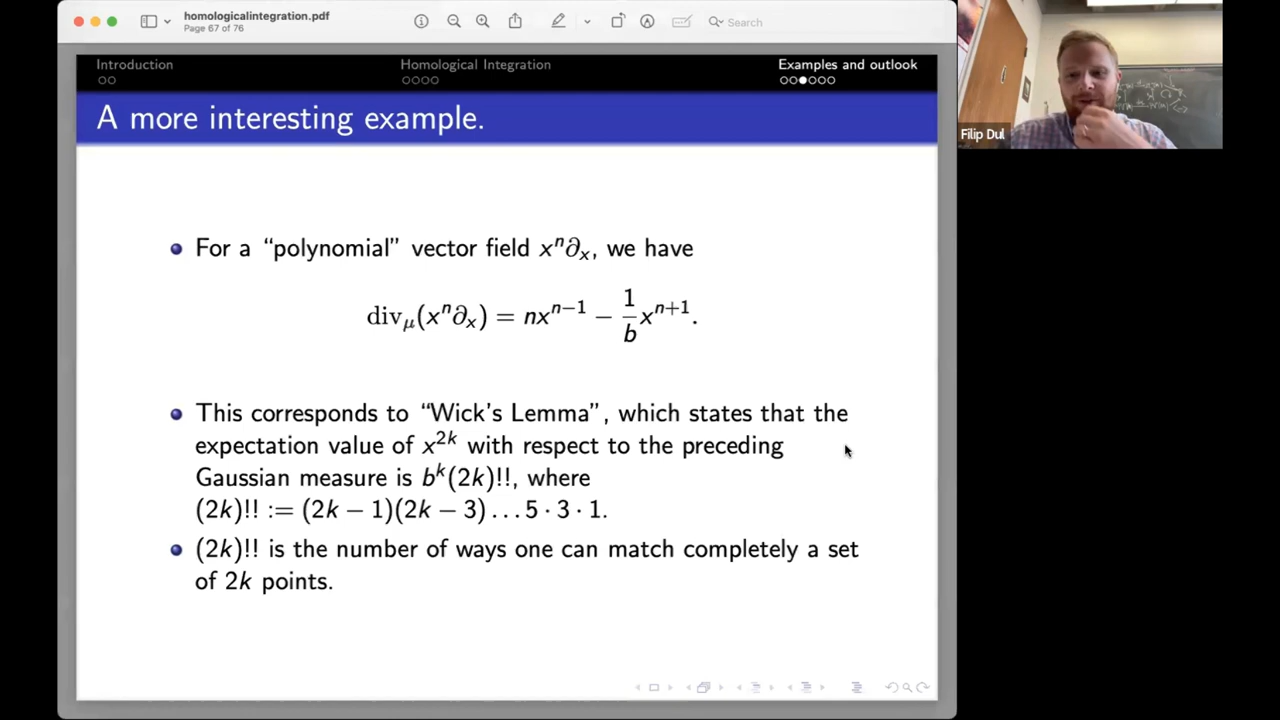 homologicalintegration.pdf
Page 67 of 76
Search
Introduction
Homological Integration
Examples and outlook
A more interesting example.
For a “polynomial” vector field xⁿ∂ₓ, we have
div_μ(xⁿ∂ₓ) = nxⁿ⁻¹ − 1/b xⁿ⁺¹.
This corresponds to “Wick’s Lemma”, which states that the
expectation value of x²ᵏ with respect to the preceding
Gaussian measure is bᵏ(2k)!!, where
(2k)!! := (2k − 1)(2k − 3) … 5 · 3 · 1.
(2k)!! is the number of ways one can match completely a set
of 2k points.
Filip Dul